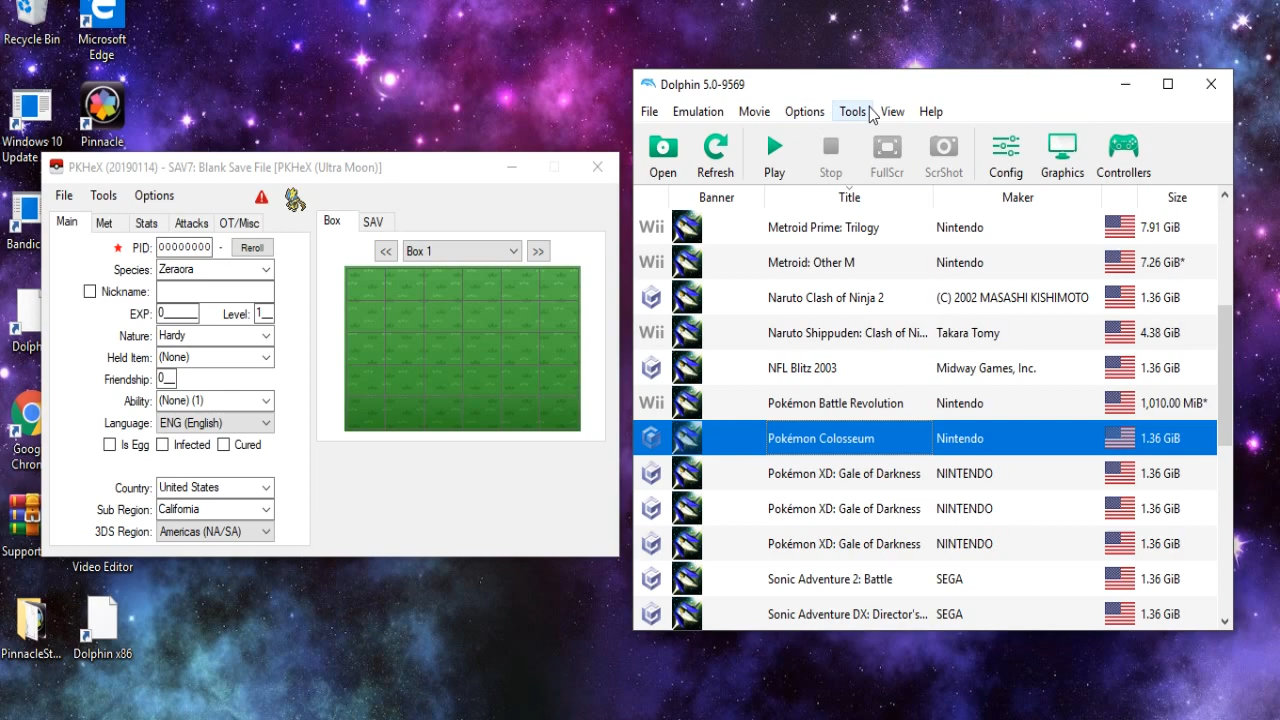 Recycle Bin
Microsoft
Edge
Windows 10
Update
Pinnacle
Bandic
Dolph
Goog
Chron
Support
Video Editor
PinnacleSt...
Dolphin x86
PKHeX (20190114) - SAV7: Blank Save File [PKHeX (Ultra Moon)]
File Tools Options
Main Met Stats Attacks OT/Misc
PID: 00000000 - Reroll
Species: Zeraora
Nickname:
EXP: 0_____ Level: 1__
Nature: Hardy
Held Item: (None)
Friendship: 0__
Ability: (None) (1)
Language: ENG (English)
Is Egg Infected Cured
Country: United States
Sub Region: California
3DS Region: Americas (NA/SA)
Box SAV
<< Box 1 >>
Dolphin 5.0-9569
File Emulation Movie Options Tools View Help
Open Refresh Play Stop FullScr ScrShot Config Graphics Controllers
Banner Title Maker Size
Wii Metroid Prime: Trilogy Nintendo 7.91 GiB
Wii Metroid: Other M Nintendo 7.26 GiB*
Naruto Clash of Ninja 2 (C) 2002 MASASHI KISHIMOTO 1.36 GiB
Wii Naruto Shippuden: Clash of Ni... Takara Tomy 4.38 GiB
NFL Blitz 2003 Midway Games, Inc. 1.36 GiB
Wii Pokémon Battle Revolution Nintendo 1,010.00 MiB*
Pokémon Colosseum Nintendo 1.36 GiB
Pokémon XD: Gale of Darkness NINTENDO 1.36 GiB
Pokémon XD: Gale of Darkness NINTENDO 1.36 GiB
Pokémon XD: Gale of Darkness NINTENDO 1.36 GiB
Sonic Adventure 2: Battle SEGA 1.36 GiB
Sonic Adventure DX: Director's... SEGA 1.36 GiB